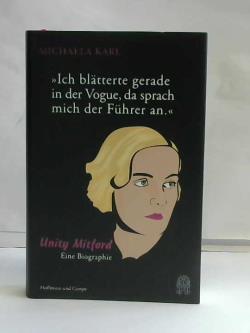 MICHAELA KARL
»Ich blätterte gerade
in der Vogue, da sprach
mich der Führer an.«
Unity Mitford
Eine Biographie
Hoffmann und Campe